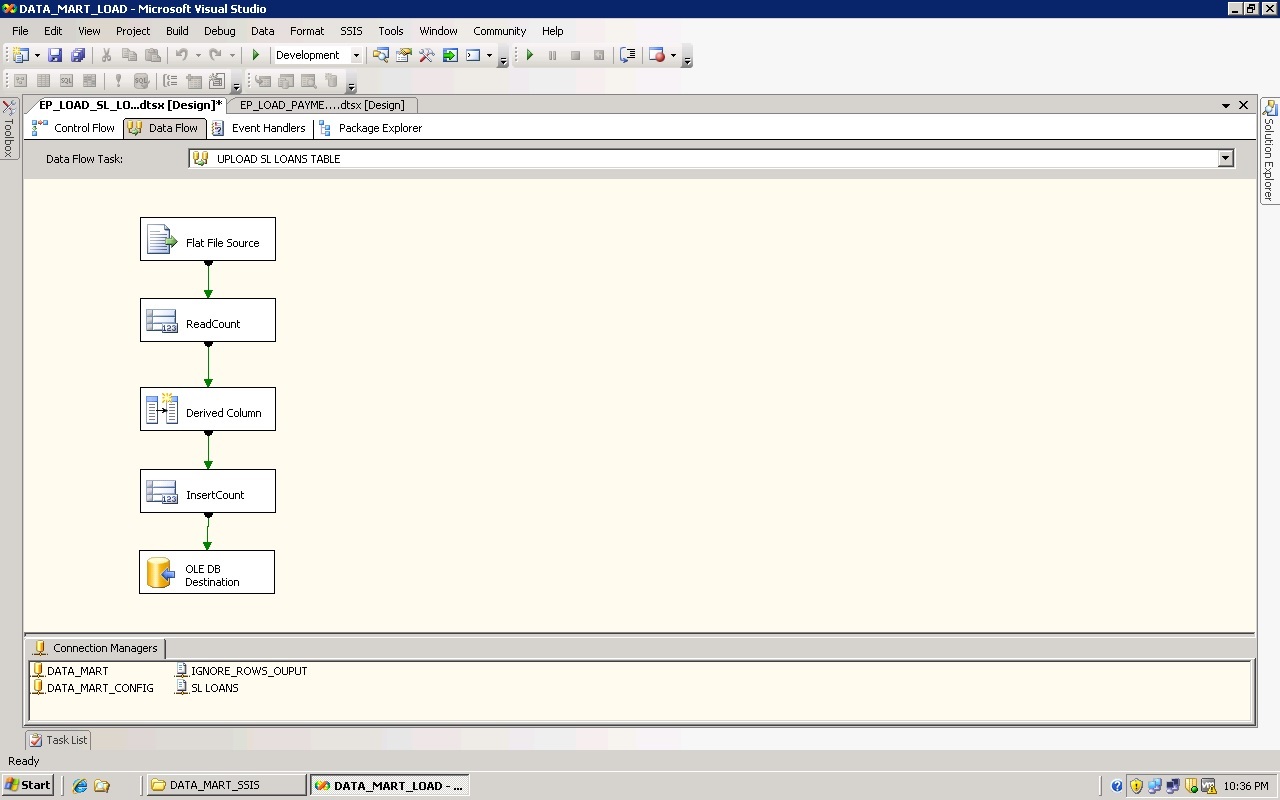 DATA_MART_LOAD - Microsoft Visual Studio
File Edit View Project Build Debug Data Format SSIS Tools Window Community Help
Development
EP_LOAD_SL_LO...dtsx [Design]* EP_LOAD_PAYME....dtsx [Design]
Control Flow Data Flow Event Handlers Package Explorer
Toolbox
Solution Explorer
Data Flow Task: UPLOAD SL LOANS TABLE
Flat File Source
ReadCount
123
Derived Column
InsertCount
123
OLE DB
Destination
Connection Managers
DATA_MART IGNORE_ROWS_OUPUT
DATA_MART_CONFIG SL LOANS
Task List
Ready
Start DATA_MART_SSIS DATA_MART_LOAD - ... 10:36 PM